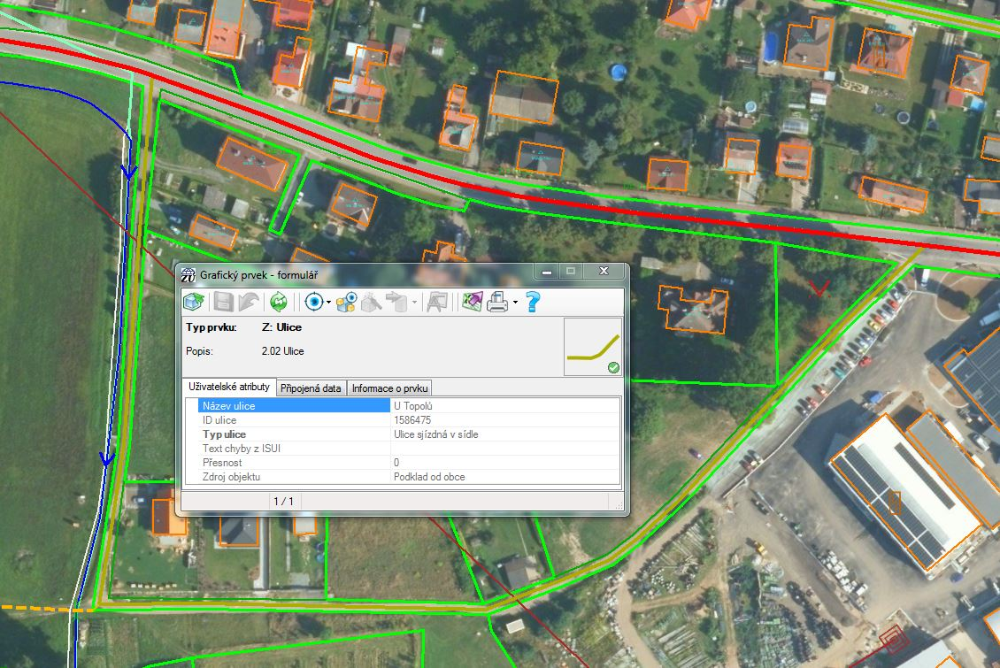 Grafický prvek - formulář
Typ prvku: Z: Ulice
Popis: 2.02 Ulice
Uživatelské atributy Připojená data Informace o prvku
Název ulice U Topolů
ID ulice 1586475
Typ ulice Ulice sjízdná v sídle
Text chyby z ISUI
Přesnost 0
Zdroj objektu Podklad od obce
1 / 1